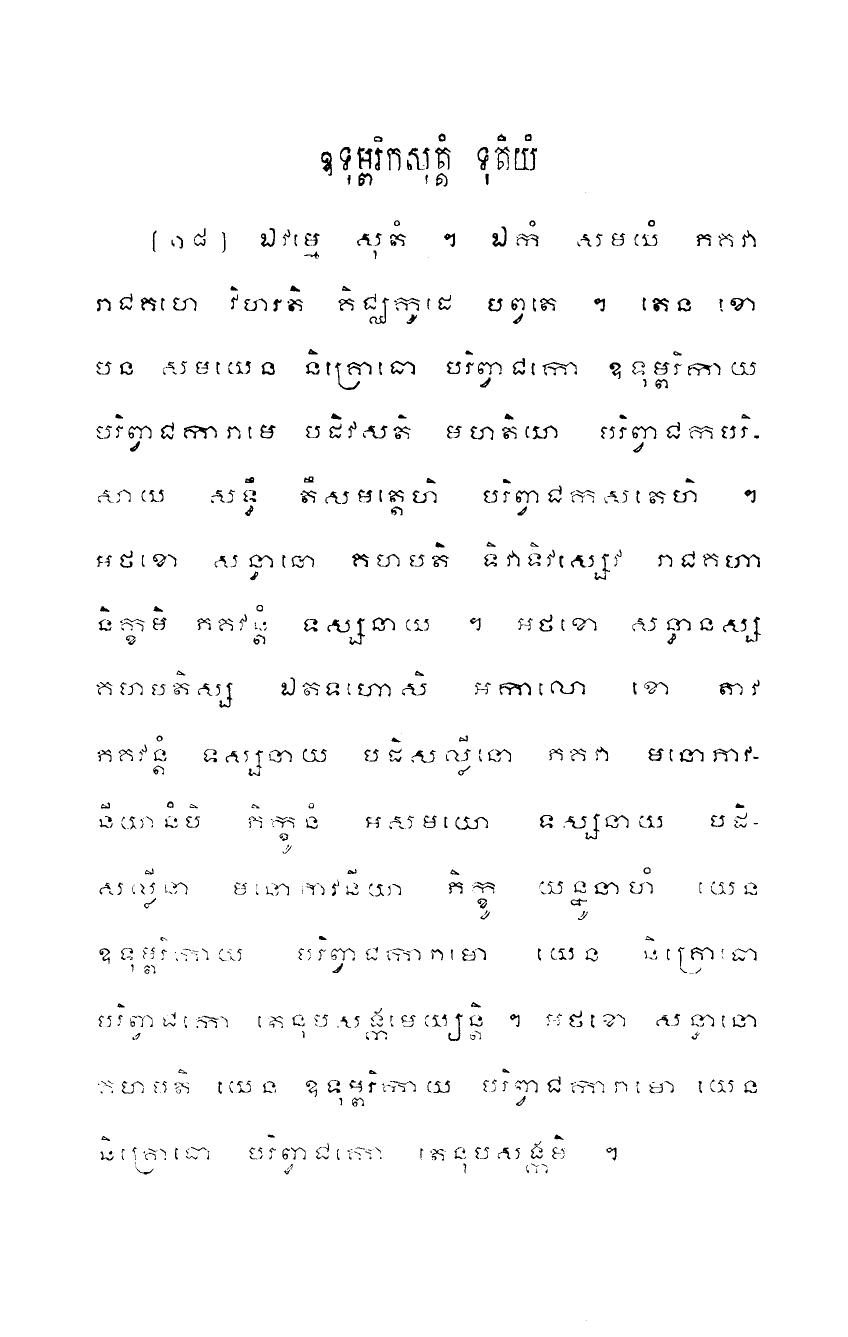 ឧទុម្ពរិកសុត្តំ ទុតិយំ
(១៨) ឯវម្មេ សុតំ ។ ឯកំ សមយំ ភគវា
រាជគហេ វិហរតិ គិជ្ឈកូដេ បព្វតេ ។ តេន ខោ
បន សមយេន និគ្រោធោ បរិព្វាជកោ ឧទុម្ពរិកាយ
បរិព្វាជការាមេ បដិវសតិ មហតិយា បរិព្វាជកបរិ-
សាយ សទ្ធឹ តឹសមត្តេហិ បរិព្វាជកសតេហិ ។
អថខោ សន្ធានោ គហបតិ ទិវាទិវស្សេវ រាជគហា
និក្ខមិ ភគវន្តំ ទស្សនាយ ។ អថខោ សន្ធានស្ស
គហបតិស្ស ឯតទហោសិ អកាលោ ខោ តាវ
ភគវន្តំ ទស្សនាយ បដិសល្លីនោ ភគវា មនោភាវ-
នីយានំបិ ភិក្ខូនំ អសមយោ ទស្សនាយ បដិ-
សល្លីនា មនោភាវនីយា ភិក្ខូ យន្នូនាហំ យេន
ឧទុម្ពរិកាយ បរិព្វាជការាមោ យេន និគ្រោធោ
បរិព្វាជកោ តេនុបសង្កមេយ្យន្តិ ។ អថខោ សន្ធានោ
គហបតិ យេន ឧទុម្ពរិកាយ បរិព្វាជការាមោ យេន
និគ្រោធោ បរិព្វាជកោ តេនុបសង្កមិ ។